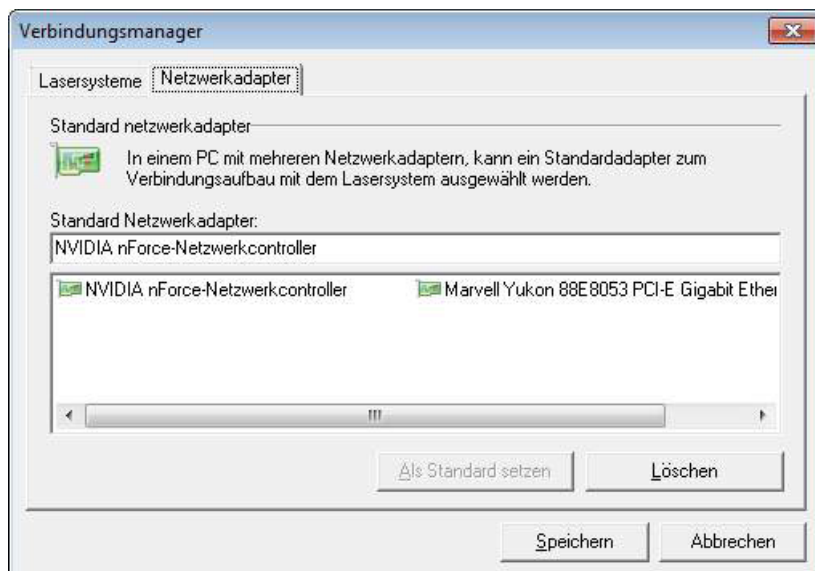 Verbindungsmanager
Lasersysteme
Netzwerkadapter
Standard netzwerkadapter
In einem PC mit mehreren Netzwerkadaptern, kann ein Standardadapter zum
Verbindungsaufbau mit dem Lasersystem ausgewählt werden.
Standard Netzwerkadapter:
NVIDIA nForce-Netzwerkcontroller
NVIDIA nForce-Netzwerkcontroller
Marvell Yukon 88E8053 PCI-E Gigabit Ether
Als Standard setzen
Löschen
Speichern
Abbrechen